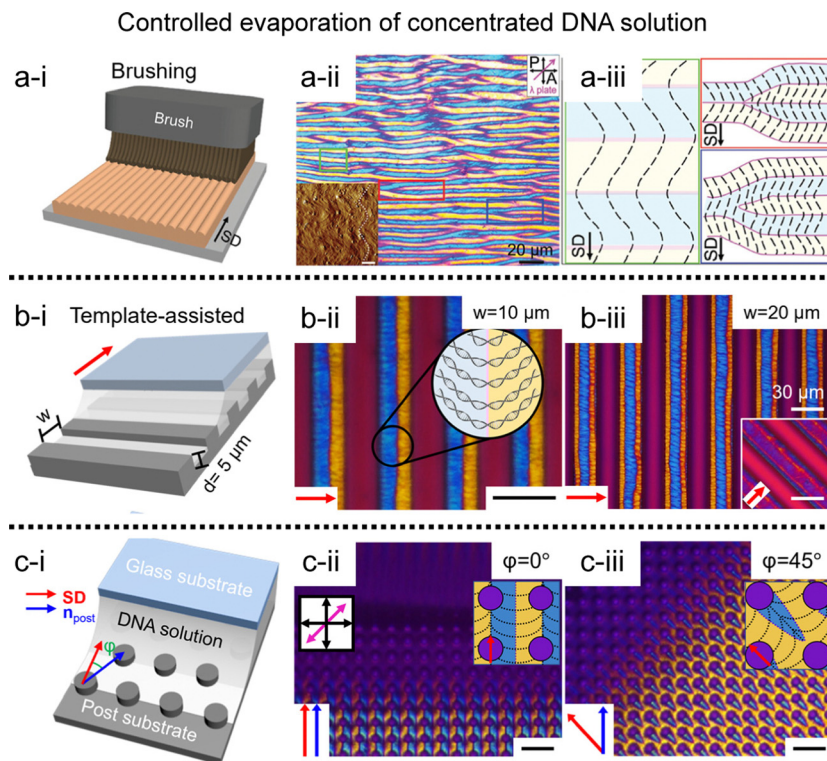 Controlled evaporation of concentrated DNA solution
a-i
Brushing
Brush
SD
a-ii
P
A
λ plate
20 μm
a-iii
SD
SD
SD
b-i
Template-assisted
w
d= 5 μm
b-ii
w=10 μm
b-iii
w=20 μm
30 μm
c-i
Glass substrate
SD
n_post
DNA solution
φ
Post substrate
c-ii
φ=0°
c-iii
φ=45°